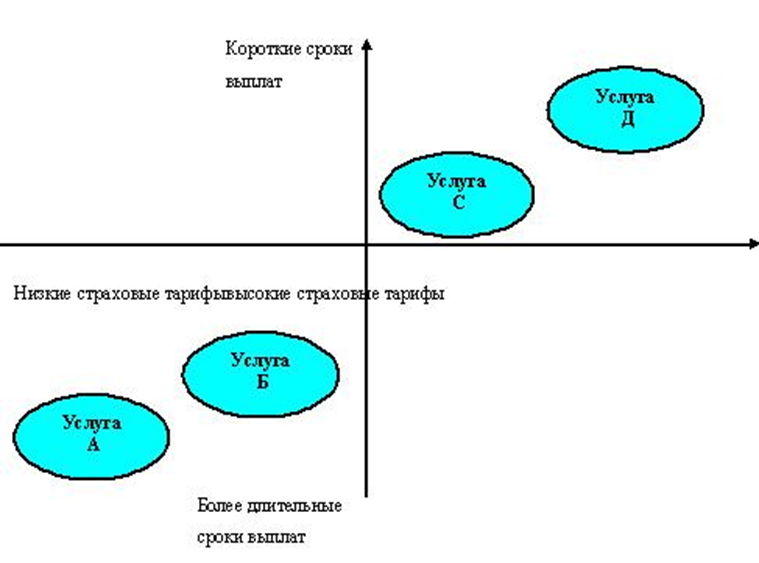 Короткие сроки
выплат
Услуга
Д
Услуга
С
Низкие страховые тарифывысокие страховые тарифы
Услуга
Б
Услуга
А
Более длительные
сроки выплат